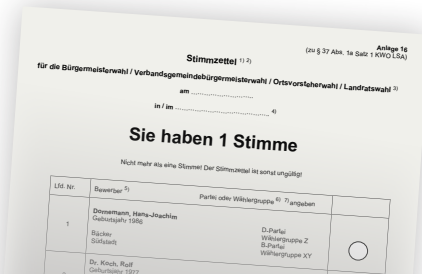 Anlage 16
(zu § 37 Abs. 1a Satz 1 KWO LSA)
Stimmzettel 1) 2)
für die Bürgermeisterwahl / Verbandsgemeindebürgermeisterwahl / Ortsvorsteherwahl / Landratswahl 3)
am ........................
in / im ................................... 4)
Sie haben 1 Stimme
Nicht mehr als eine Stimme! Der Stimmzettel ist sonst ungültig!
Lfd. Nr. Bewerber 5) Partei oder Wählergruppe 6) 7) angeben
1 Dornemann, Hans-Joachim
Geburtsjahr 1986
Bäcker
Südstadt
D-Partei
Wählergruppe Z
B-Partei
Wählergruppe XY
Dr. Koch, Rolf
Geburtsjahr 1977